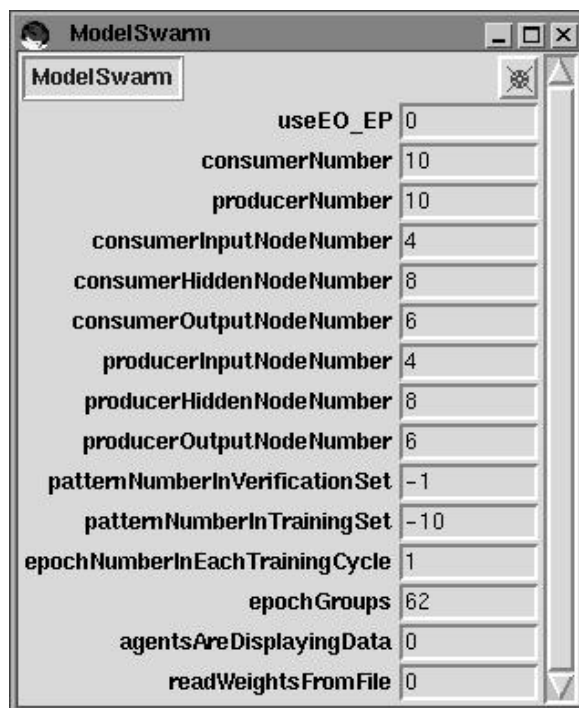 ModelSwarm
ModelSwarm
useEO_EP 0
consumerNumber 10
producerNumber 10
consumerInputNodeNumber 4
consumerHiddenNodeNumber 8
consumerOutputNodeNumber 6
producerInputNodeNumber 4
producerHiddenNodeNumber 8
producerOutputNodeNumber 6
patternNumberInVerificationSet -1
patternNumberInTrainingSet -10
epochNumberInEachTrainingCycle 1
epochGroups 62
agentsAreDisplayingData 0
readWeightsFromFile 0